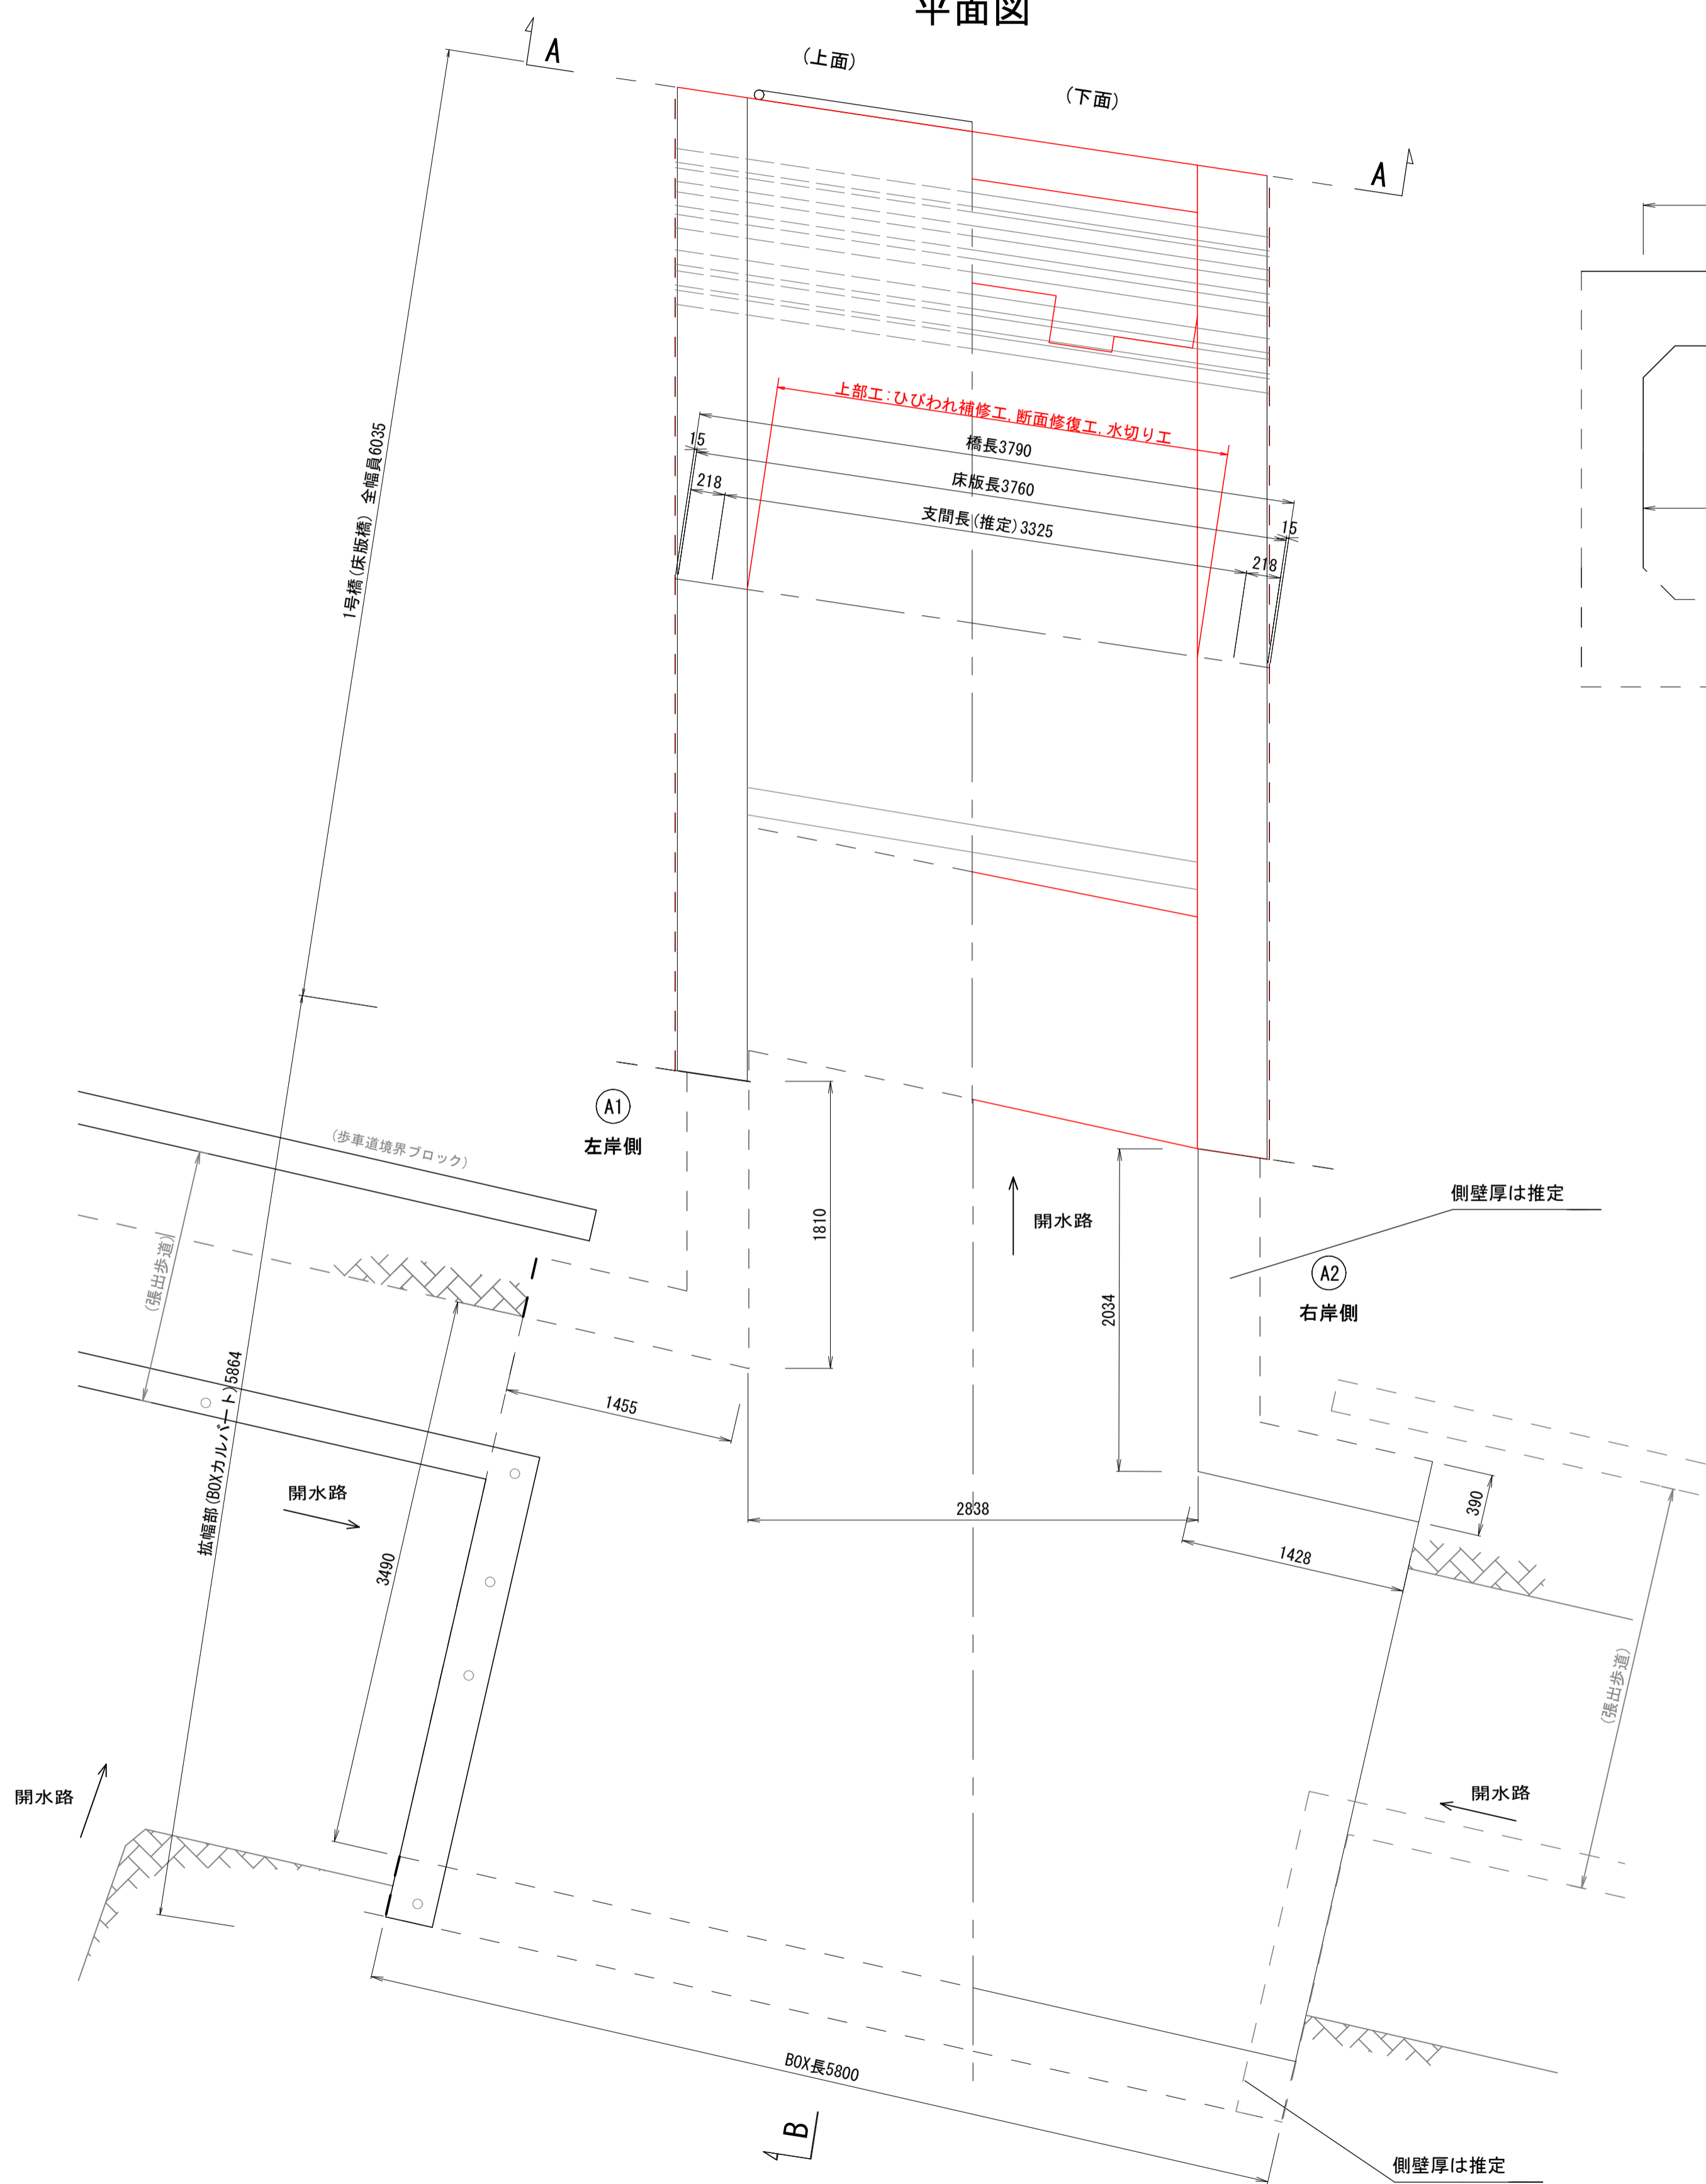 平面図
A
(上面)
(下面)
A
上部工:ひびわれ補修工,断面修復工,水切り工
橋長3790
15
床版長3760
218
支間長(推定)3325
15
218
1号橋(床版橋) 全幅員6035
A1
左岸側
(歩車道境界ブロック)
側壁厚は推定
1810
開水路
A2
右岸側
(張出歩道)
2034
拡幅部(BOXカルバート)5864
1455
開水路
2838
390
3490
1428
(張出歩道)
開水路
開水路
BOX長5800
B
側壁厚は推定